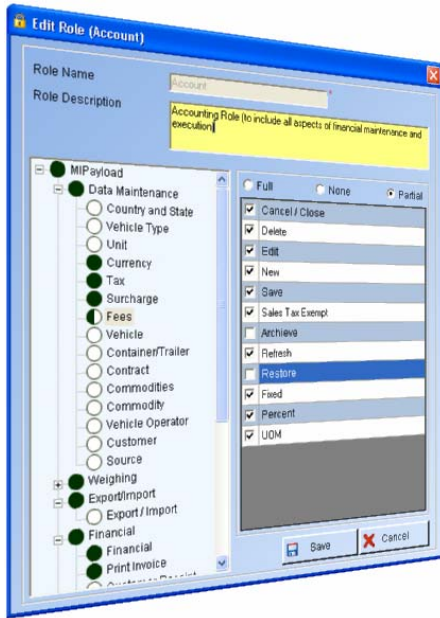 Edit Role (Account)
Role Name
Account
*
Role Description
Accounting Role (to include all aspects of financial maintenance and
execution)
MIPayload
Data Maintenance
Country and State
Vehicle Type
Unit
Currency
Tax
Surcharge
Fees
Vehicle
Container/Trailer
Contract
Commodities
Commodity
Vehicle Operator
Customer
Source
Weighing
Export/Import
Export / Import
Financial
Financial
Print Invoice
Customer Receipt
Full
None
Partial
Cancel / Close
Delete
Edit
New
Save
Sales Tax Exempt
Archieve
Refresh
Restore
Fixed
Percent
UOM
Save
Cancel